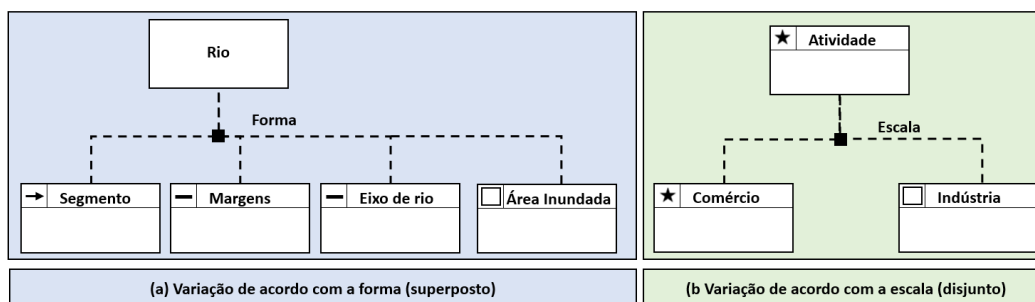 Rio
Forma
Segmento
Margens
Eixo de rio
Área Inundada
(a) Variação de acordo com a forma (superposto)
Atividade
Escala
Comércio
Indústria
(b) Variação de acordo com a escala (disjunto)